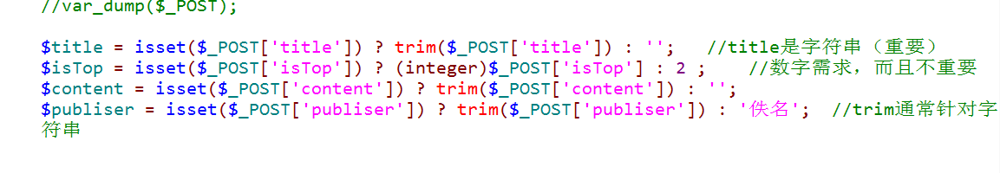 //var_dump($_POST);
$title = isset($_POST['title']) ? trim($_POST['title']) : '';   //title是字符串（重要）
$isTop = isset($_POST['isTop']) ? (integer)$_POST['isTop'] : 2 ;    //数字需求，而且不重要
$content = isset($_POST['content']) ? trim($_POST['content']) : '';
$publiser = isset($_POST['publiser']) ? trim($_POST['publiser']) : '佚名';  //trim通常针对字
符串